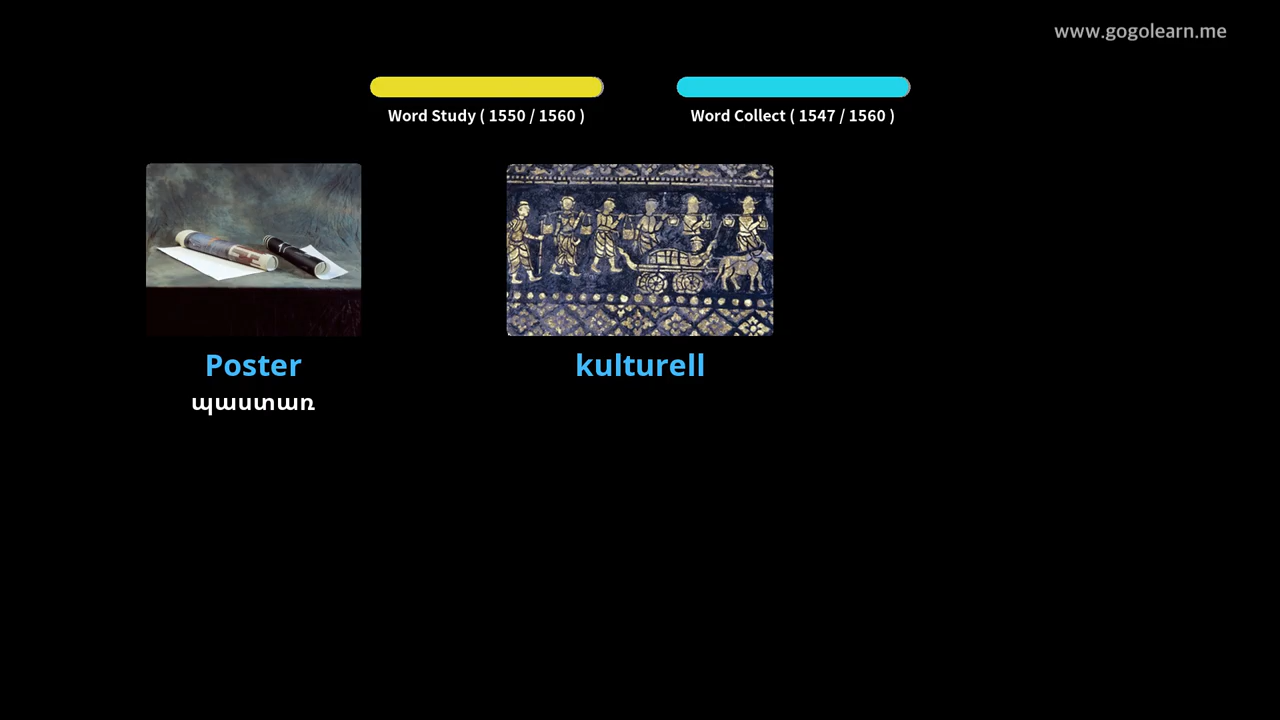 www.gogolearn.me
Word Study ( 1550 / 1560 )
Word Collect ( 1547 / 1560 )
Poster
kulturell
պաստառ